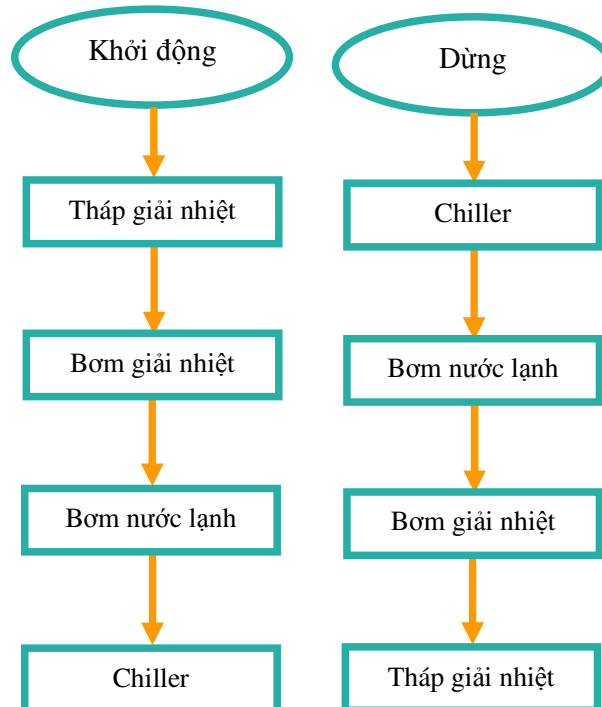 Khởi động
Tháp giải nhiệt
Bơm giải nhiệt
Bơm nước lạnh
Chiller
Dừng
Chiller
Bơm nước lạnh
Bơm giải nhiệt
Tháp giải nhiệt